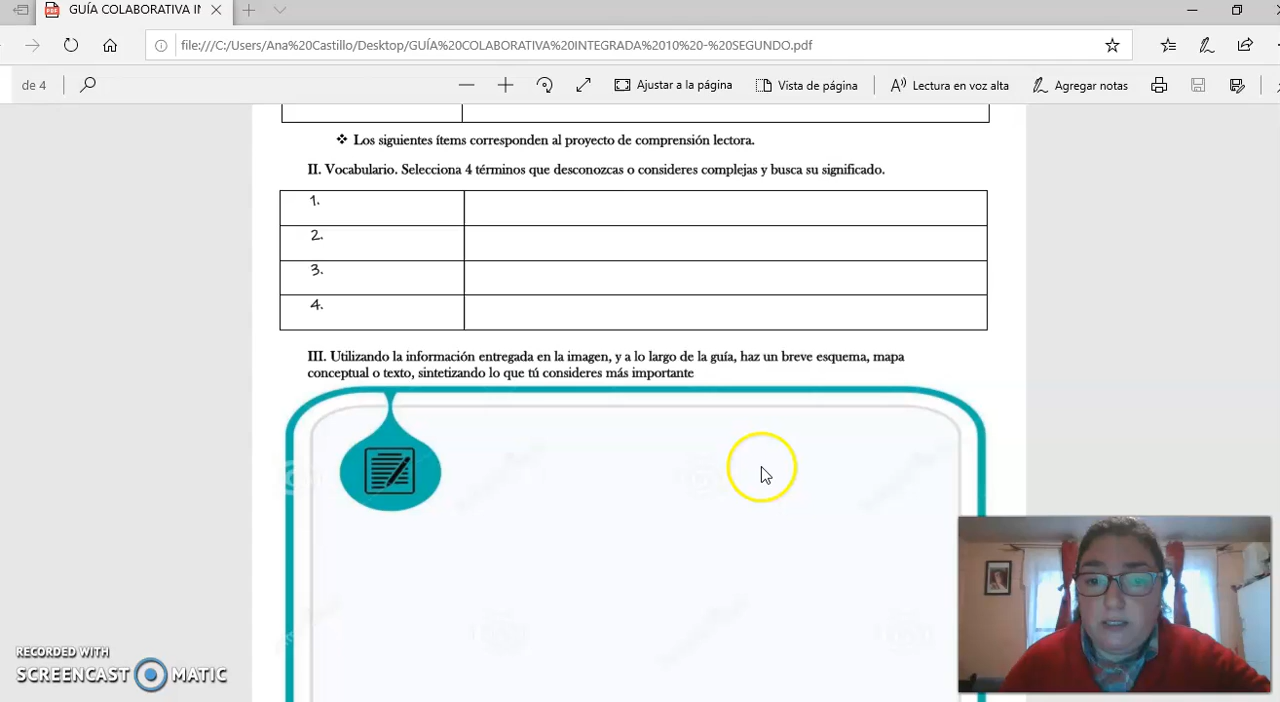 GUÍA COLABORATIVA IN
file:///C:/Users/Ana%20Castillo/Desktop/GUÍA%20COLABORATIVA%20INTEGRADA%2010%20-%20SEGUNDO.pdf
de 4
Ajustar a la página
Vista de página
Lectura en voz alta
Agregar notas
❖ Los siguientes ítems corresponden al proyecto de comprensión lectora.
II. Vocabulario. Selecciona 4 términos que desconozcas o consideres complejas y busca su significado.
1.
2.
3.
4.
III. Utilizando la información entregada en la imagen, y a lo largo de la guía, haz un breve esquema, mapa
conceptual o texto, sintetizando lo que tú consideres más importante
RECORDED WITH
SCREENCAST MATIC